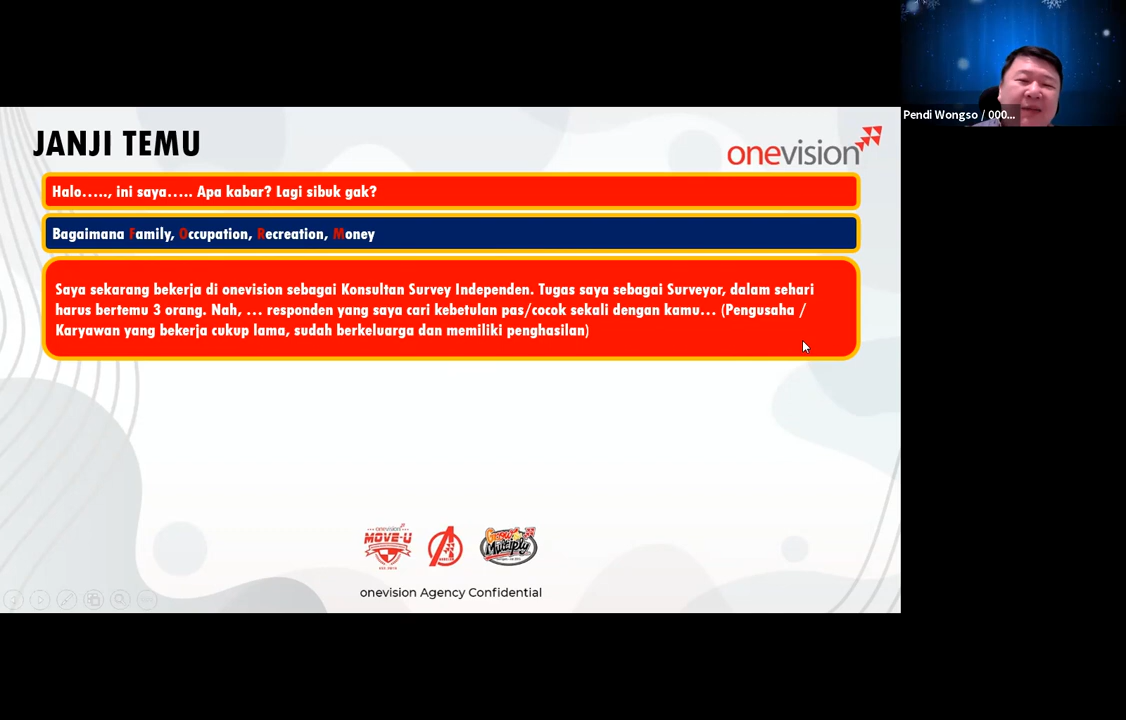 JANJI TEMU
onevision
Halo….., ini saya….. Apa kabar? Lagi sibuk gak?
Bagaimana Family, Occupation, Recreation, Money
Saya sekarang bekerja di onevision sebagai Konsultan Survey Independen. Tugas saya sebagai Surveyor, dalam sehari
harus bertemu 3 orang. Nah, … responden yang saya cari kebetulan pas/cocok sekali dengan kamu… (Pengusaha /
Karyawan yang bekerja cukup lama, sudah berkeluarga dan memiliki penghasilan)
onevision
MOVE-U
Multiply
onevision Agency Confidential
Pendi Wongso / 000...